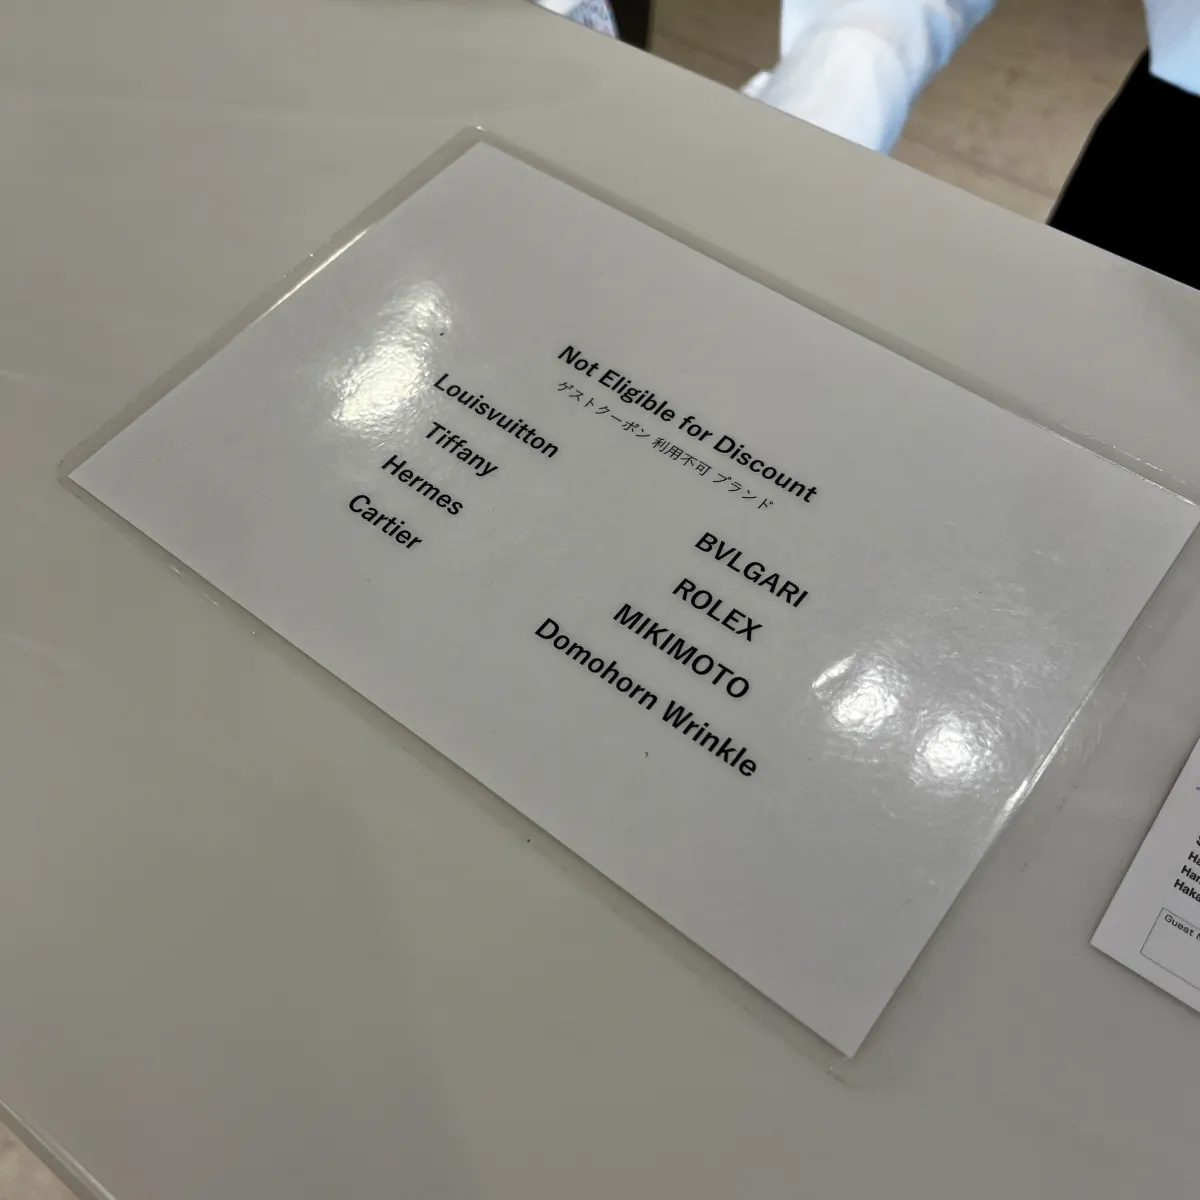 Not Eligible for Discount
ゲストクーポン 利用不可 ブランド
Louisvuitton
Tiffany
Hermes
Cartier
BVLGARI
ROLEX
MIKIMOTO
Domohorn Wrinkle
Guest